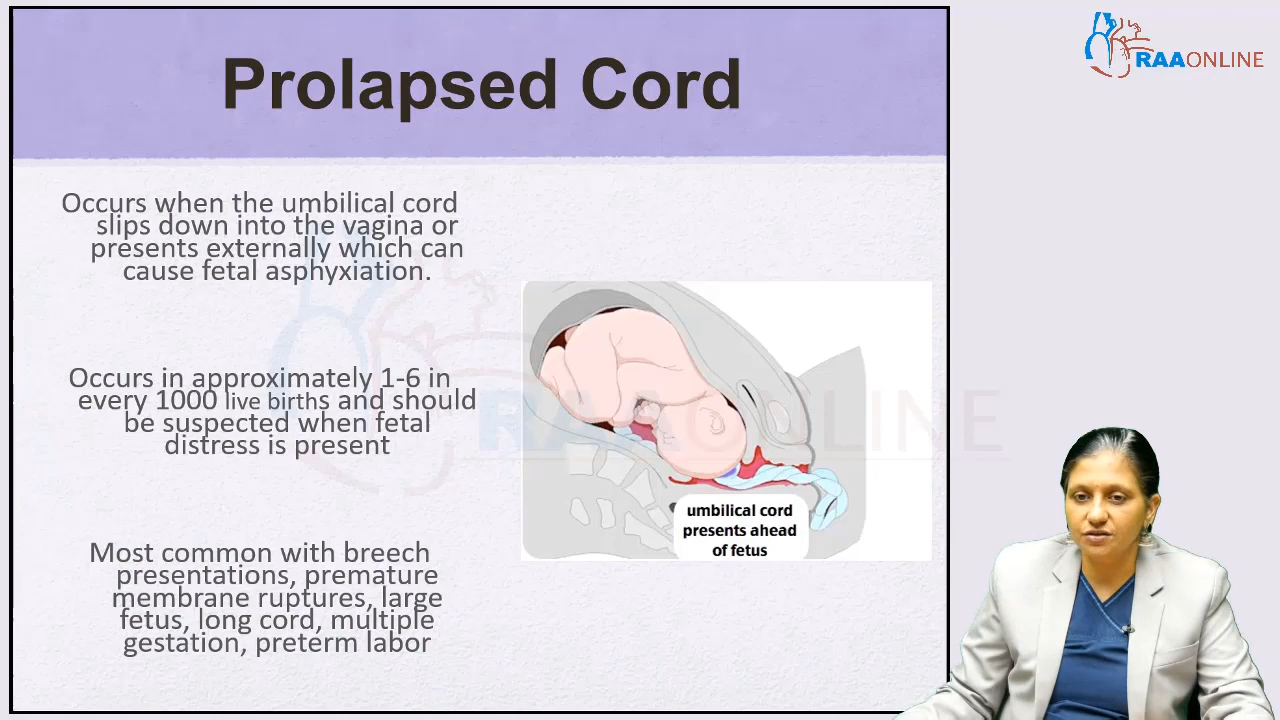 Prolapsed Cord
RAAONLINE
Occurs when the umbilical cord
slips down into the vagina or
presents externally which can
cause fetal asphyxiation.
Occurs in approximately 1-6 in
every 1000 live births and should
be suspected when fetal
distress is present
Most common with breech
presentations, premature
membrane ruptures, large
fetus, long cord, multiple
gestation, preterm labor
umbilical cord
presents ahead
of fetus
RAAONLINE